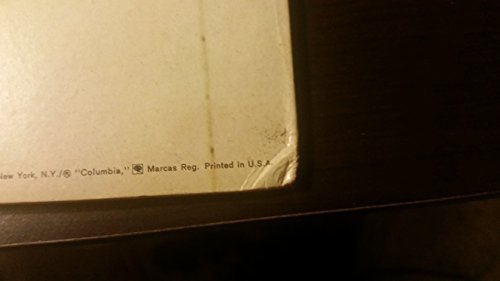 New York, N.Y./® "Columbia," Marcas Reg. Printed in U.S.A.